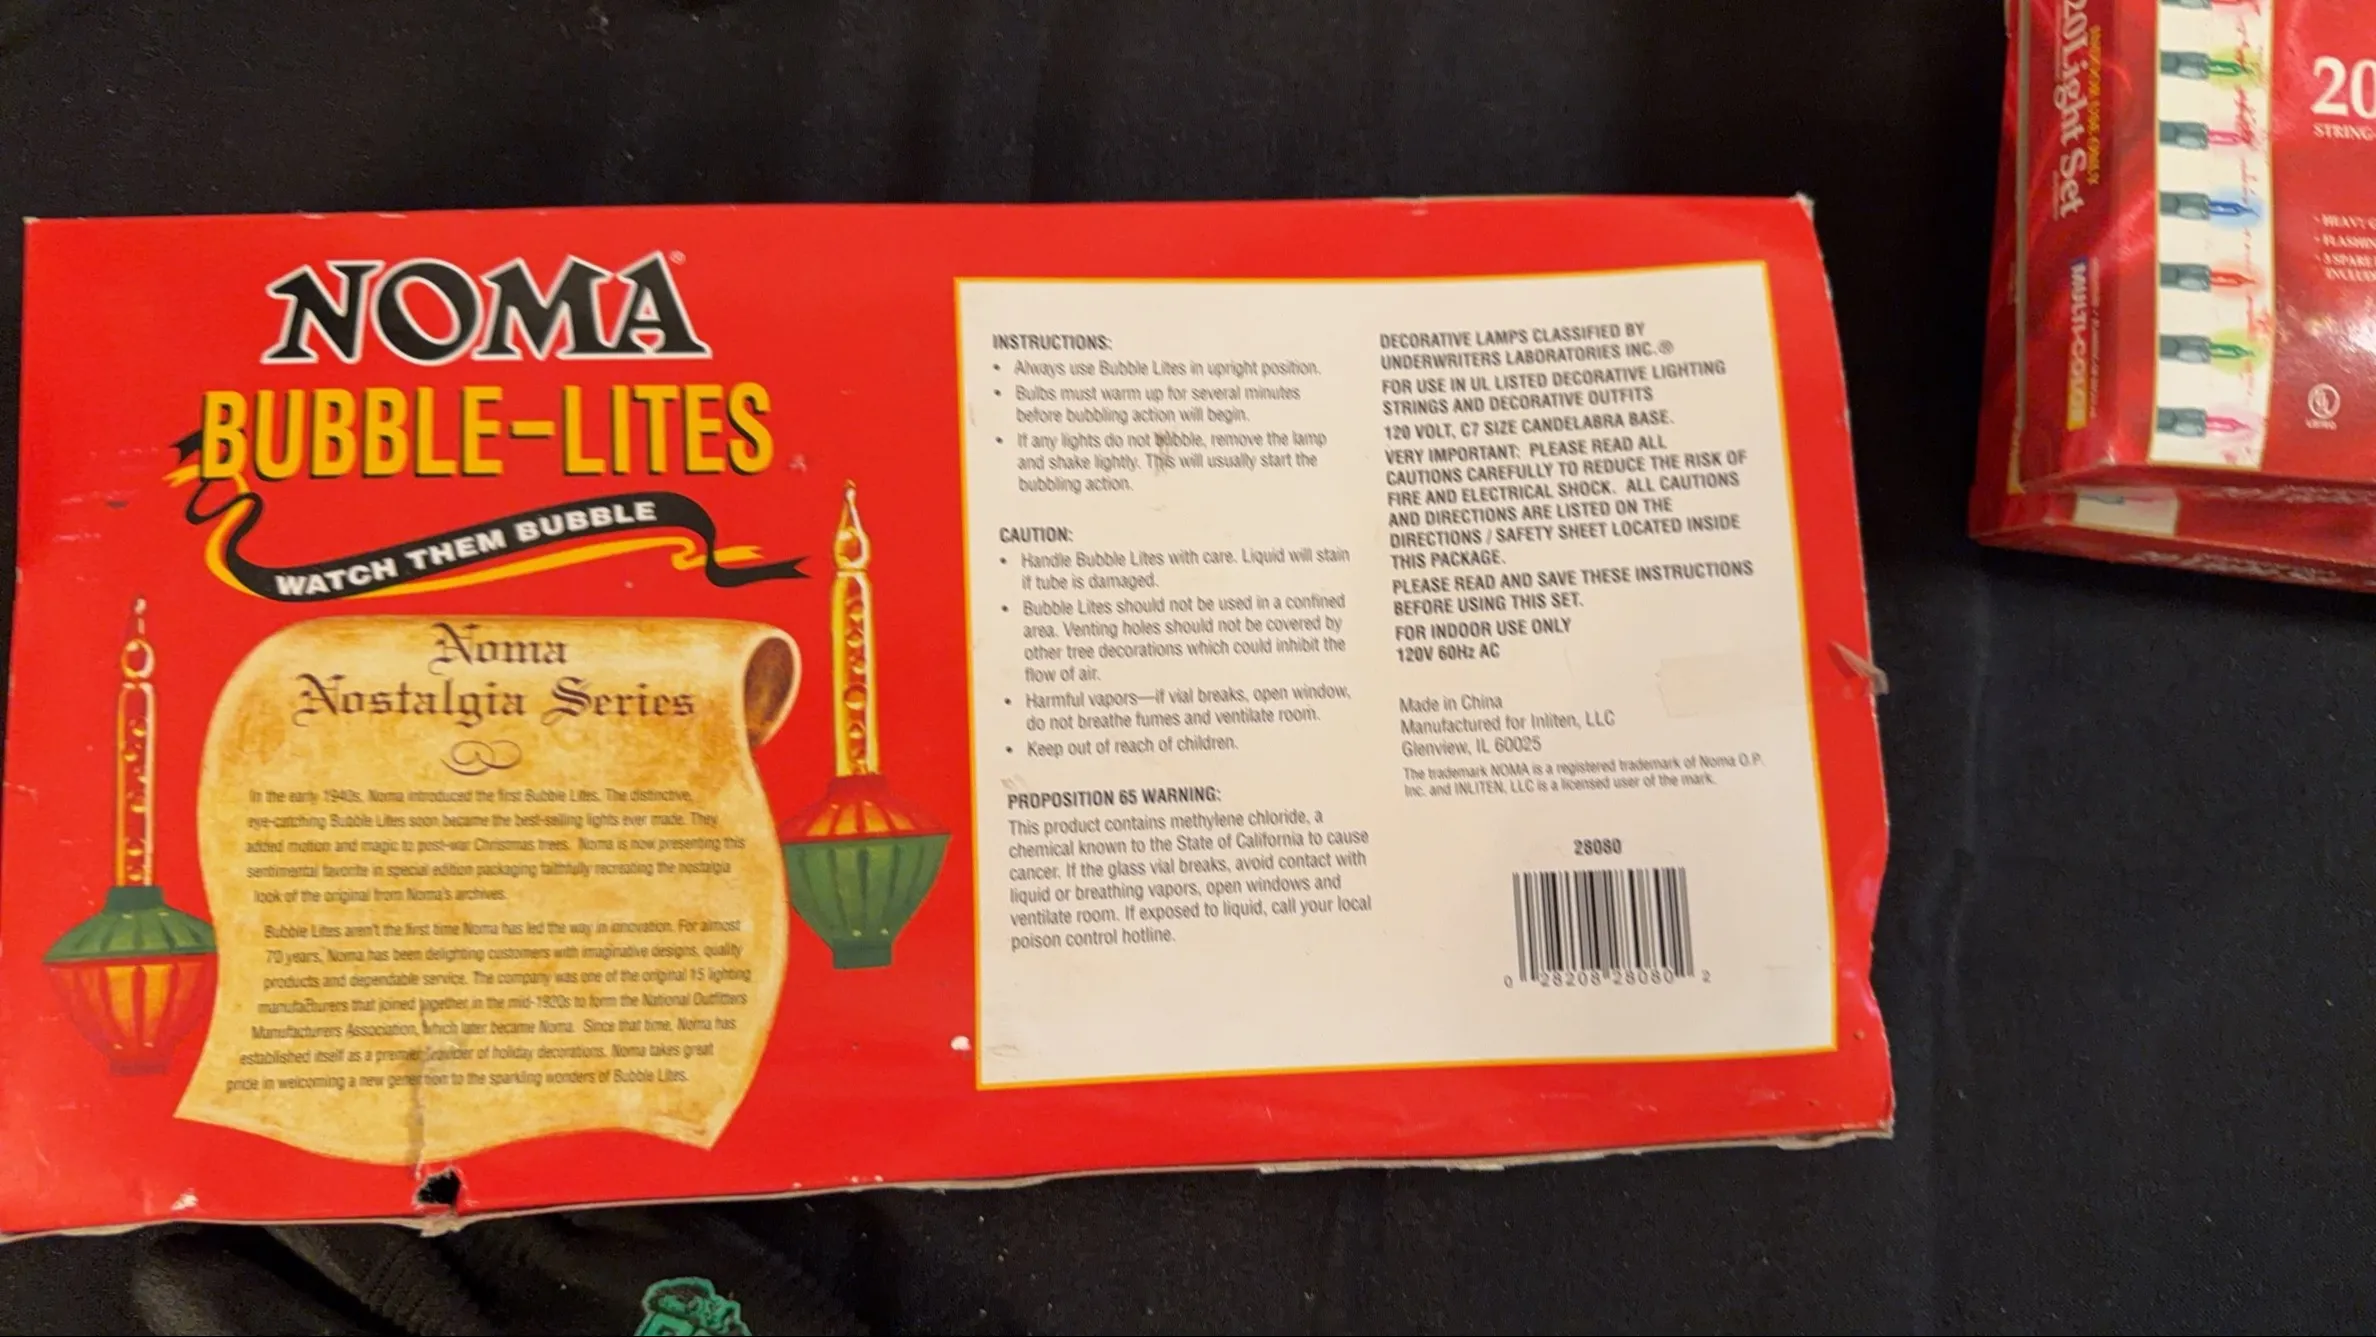 NOMA®
BUBBLE-LITES
WATCH THEM BUBBLE
Noma
Nostalgia Series
In the early 1940s, Noma introduced the first Bubble Lites. The distinctive,
eye-catching Bubble Lites soon became the best-selling lights ever made. They
added motion and magic to post-war Christmas trees. Noma is now presenting this
sentimental favorite in special edition packaging faithfully recreating the nostalgia
look of the original from Noma's archives.
Bubble Lites aren't the first time Noma has led the way in innovation. For almost
70 years, Noma has been delighting customers with imaginative designs, quality
products and dependable service. The company was one of the original 15 lighting
manufacturers that joined together in the mid-1920s to form the National Outfitters
Manufacturers Association, which later became Noma. Since that time, Noma has
established itself as a premier provider of holiday decorations. Noma takes great
pride in welcoming a new generation to the sparkling wonders of Bubble Lites.
INSTRUCTIONS:
• Always use Bubble Lites in upright position.
• Bulbs must warm up for several minutes
before bubbling action will begin.
• If any lights do not bubble, remove the lamp
and shake lightly. This will usually start the
bubbling action.
CAUTION:
• Handle Bubble Lites with care. Liquid will stain
if tube is damaged.
• Bubble Lites should not be used in a confined
area. Venting holes should not be covered by
other tree decorations which could inhibit the
flow of air.
• Harmful vapors—if vial breaks, open window,
do not breathe fumes and ventilate room.
• Keep out of reach of children.
PROPOSITION 65 WARNING:
This product contains methylene chloride, a
chemical known to the State of California to cause
cancer. If the glass vial breaks, avoid contact with
liquid or breathing vapors, open windows and
ventilate room. If exposed to liquid, call your local
poison control hotline.
DECORATIVE LAMPS CLASSIFIED BY
UNDERWRITERS LABORATORIES INC.®
FOR USE IN UL LISTED DECORATIVE LIGHTING
STRINGS AND DECORATIVE OUTFITS
120 VOLT, C7 SIZE CANDELABRA BASE.
VERY IMPORTANT: PLEASE READ ALL
CAUTIONS CAREFULLY TO REDUCE THE RISK OF
FIRE AND ELECTRICAL SHOCK. ALL CAUTIONS
AND DIRECTIONS ARE LISTED ON THE
DIRECTIONS / SAFETY SHEET LOCATED INSIDE
THIS PACKAGE.
PLEASE READ AND SAVE THESE INSTRUCTIONS
BEFORE USING THIS SET.
FOR INDOOR USE ONLY
120V 60Hz AC
Made in China
Manufactured for Inliten, LLC
Glenview, IL 60025
The trademark NOMA is a registered trademark of Noma O.P.
Inc. and INLITEN, LLC is a licensed user of the mark.
28080
0 28208 28080 2
20 Light Set
MULTI-COLOR
20
STRING
• HEAVY
• FLASHIN
• 3 SPARE
INCLU
UL